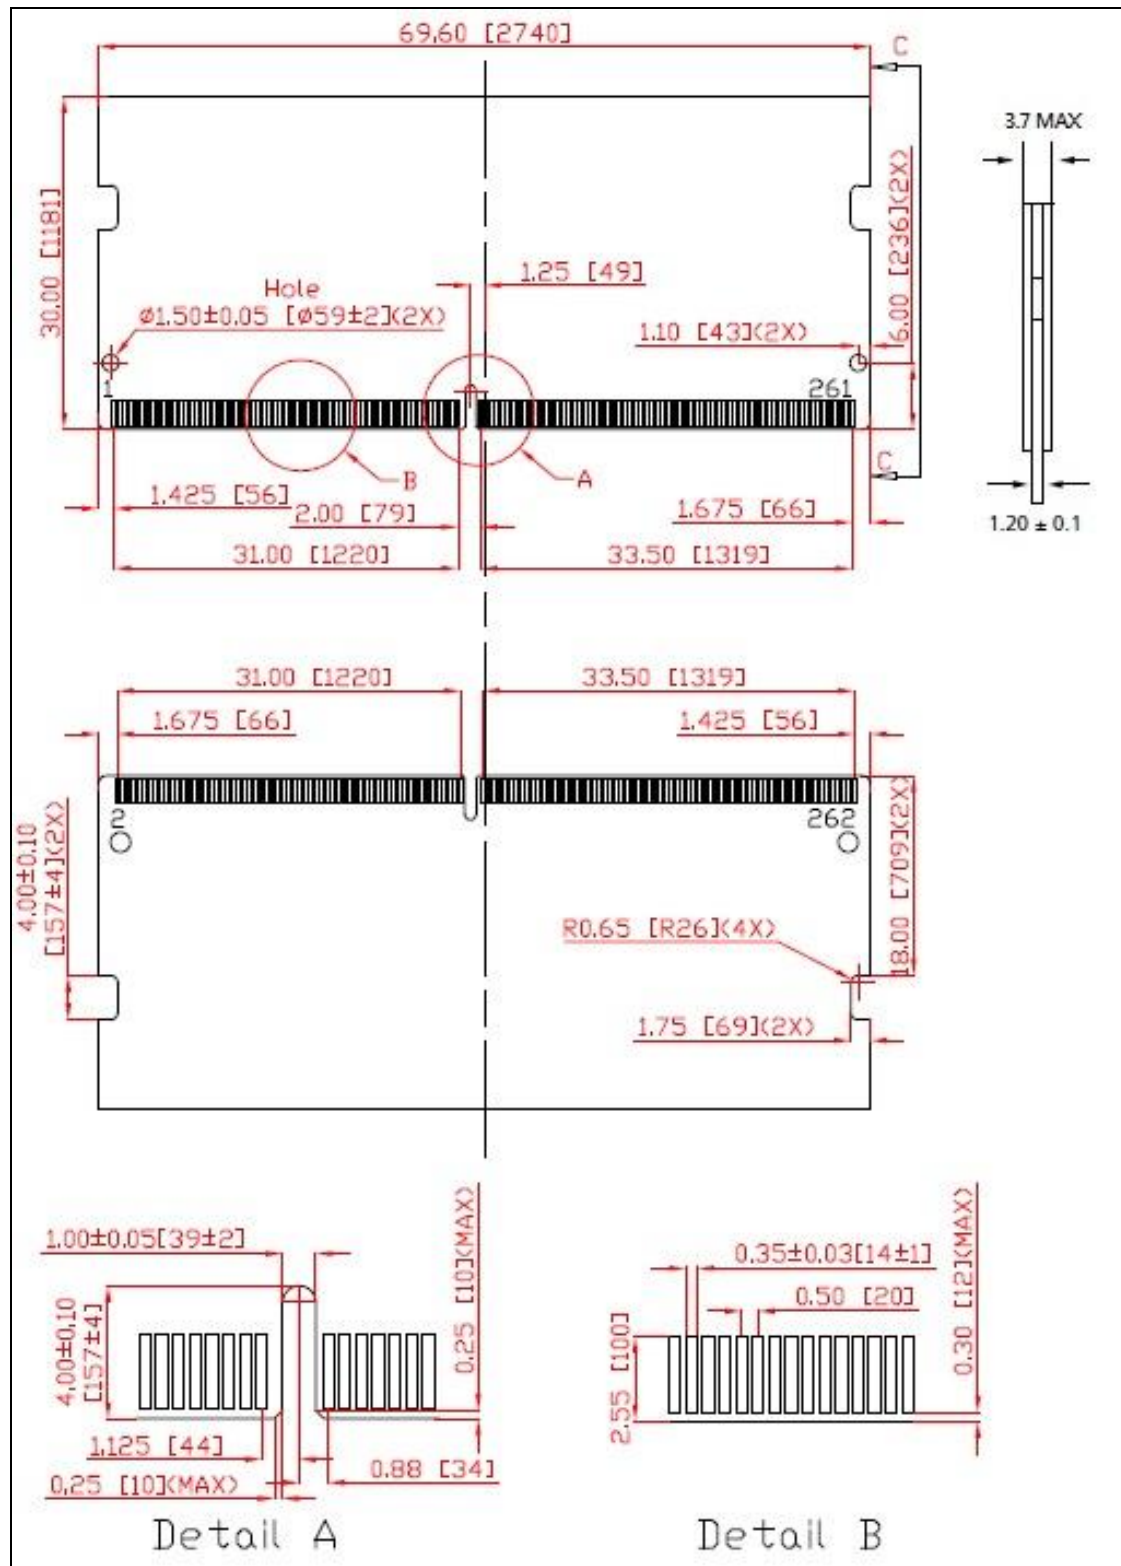 69.60 [2740]
C
3.7 MAX
30.00 [1181]
6.00 [236](2X)
1.25 [49]
Hole
Ø1.50±0.05 [Ø59±2](2X)
1.10 [43](2X)
1
261
B
A
C
1.425 [56]
2.00 [79]
1.675 [66]
1.20 ± 0.1
31.00 [1220]
33.50 [1319]
31.00 [1220]
33.50 [1319]
1.675 [66]
1.425 [56]
2
262
4.00±0.10
[157±4](2X)
18.00 [709](2X)
R0.65 [R26](4X)
1.75 [69](2X)
1.00±0.05[39±2]
0.25 [10](MAX)
4.00±0.10
[157±4]
1.125 [44]
0.88 [34]
0.25 [10](MAX)
Detail A
0.35±0.03[14±1]
0.50 [20]
0.30 [12](MAX)
2.55 [100]
Detail B